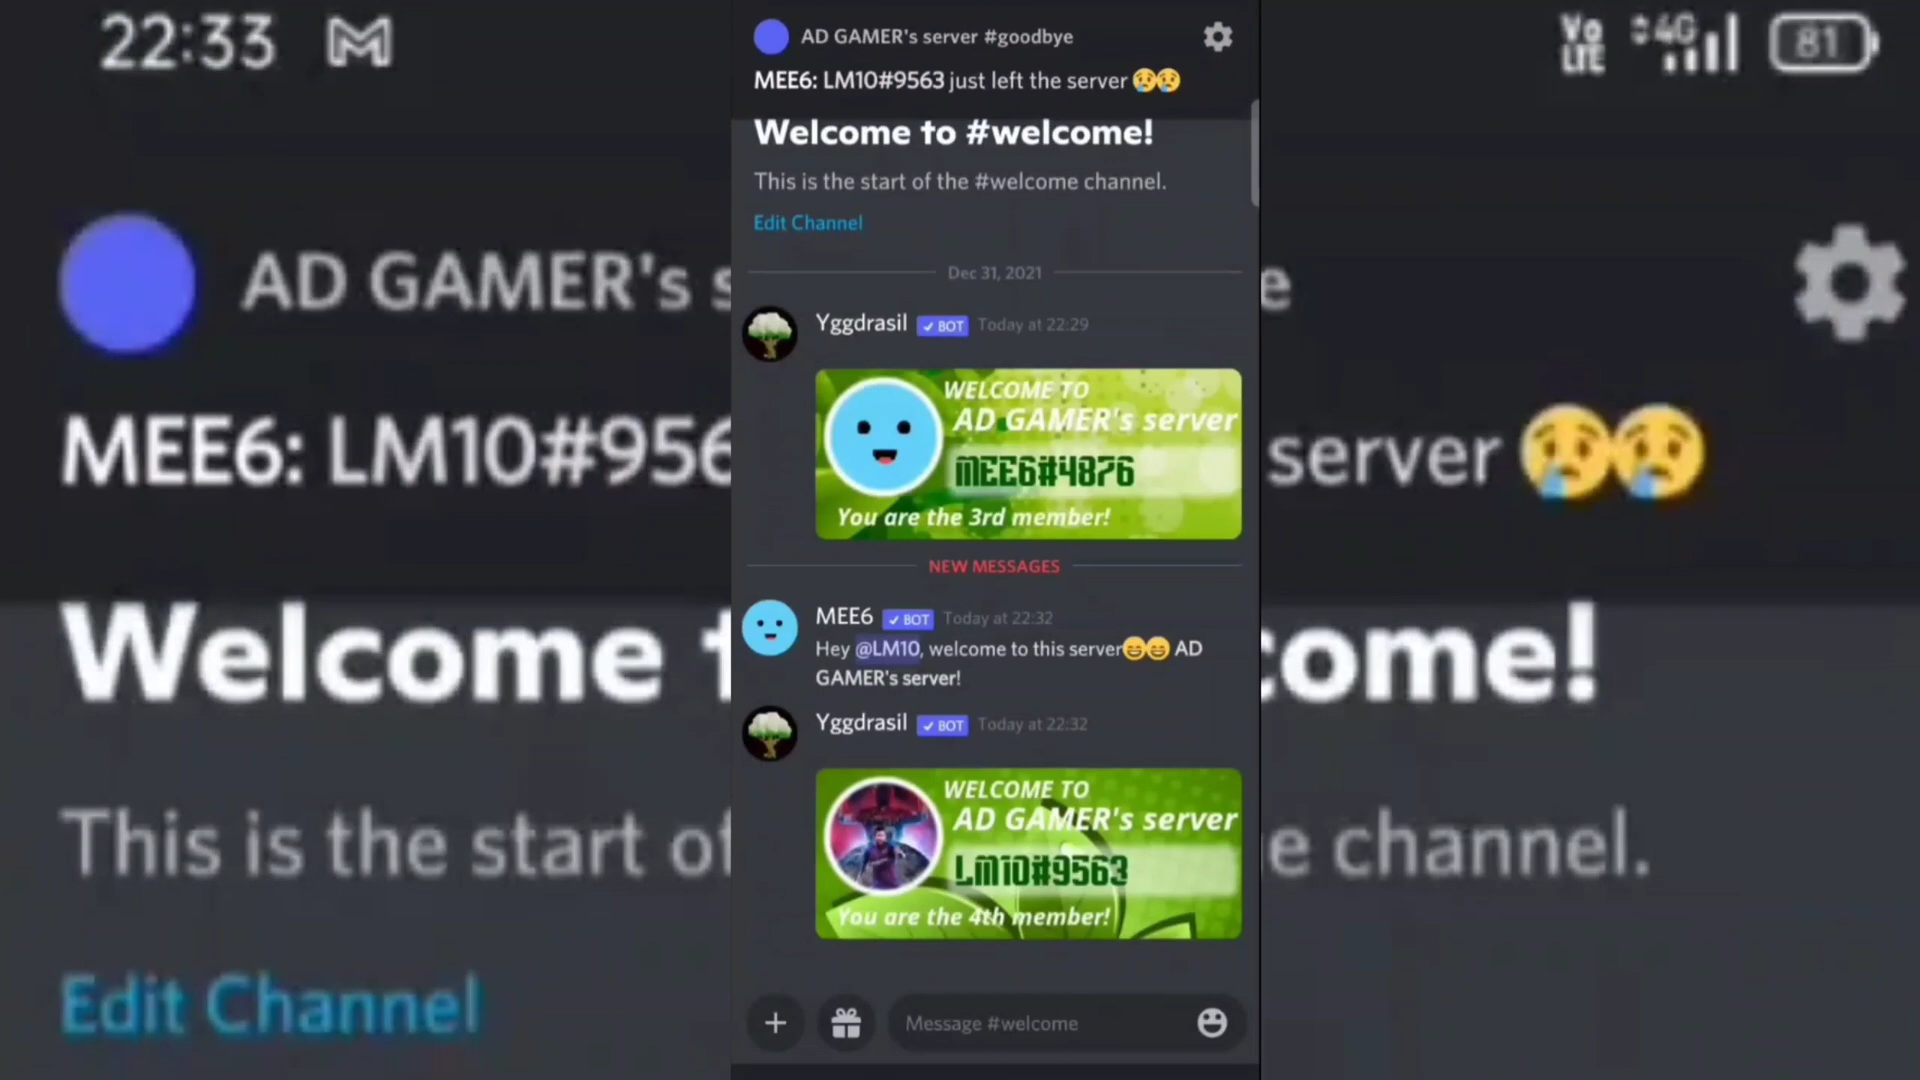 22:33
Vo LTE 4G 81
AD GAMER's s
e
MEE6: LM10#956
server 😢😢
Welcome t
come!
This is the start of
e channel.
Edit Channel
AD GAMER's server #goodbye
MEE6: LM10#9563 just left the server 😢😢
Welcome to #welcome!
This is the start of the #welcome channel.
Edit Channel
Dec 31, 2021
Yggdrasil ✓ BOT Today at 22:29
WELCOME TO
AD GAMER's server
MEE6#4876
You are the 3rd member!
NEW MESSAGES
MEE6 ✓ BOT Today at 22:32
Hey @LM10, welcome to this server😄😄 AD
GAMER's server!
Yggdrasil ✓ BOT Today at 22:32
WELCOME TO
AD GAMER's server
LM10#9563
You are the 4th member!
Message #welcome